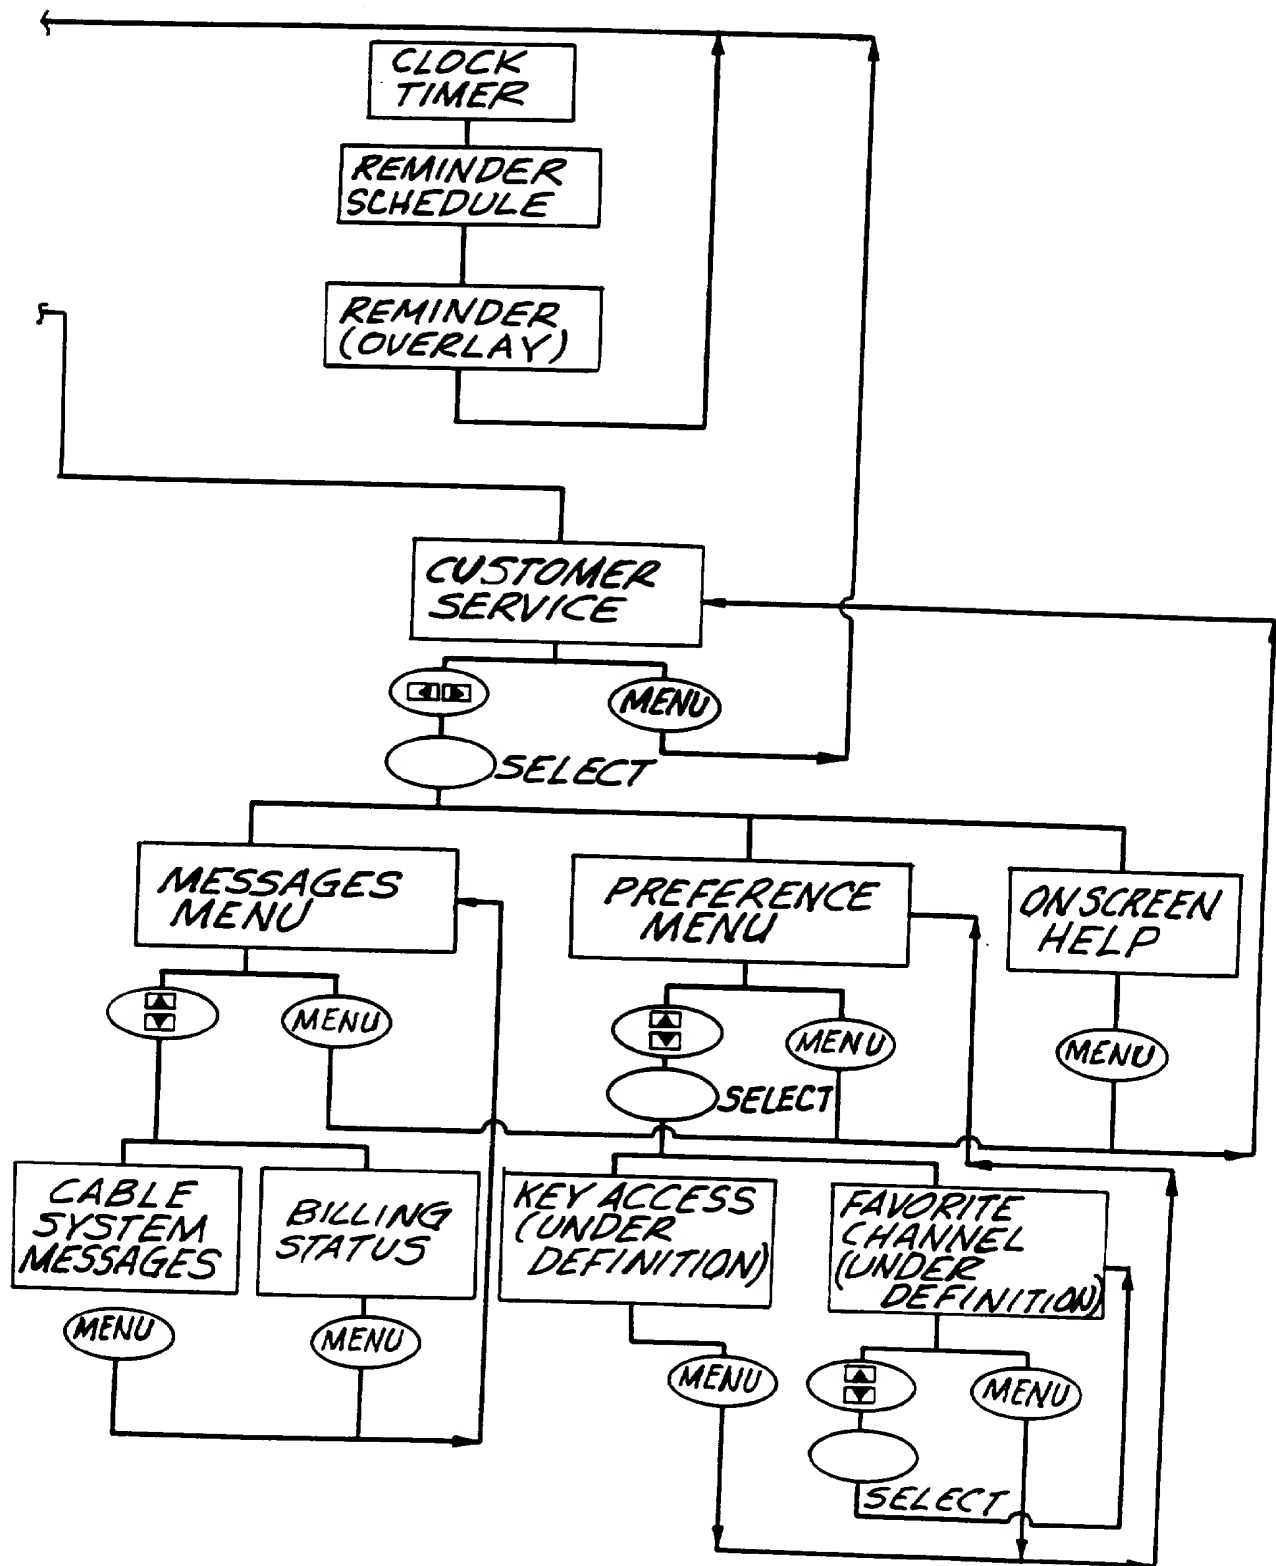 CLOCK
TIMER
REMINDER
SCHEDULE
REMINDER
(OVERLAY)
CUSTOMER
SERVICE
MENU
SELECT
MESSAGES
MENU
PREFERENCE
MENU
ON SCREEN
HELP
MENU
MENU
MENU
SELECT
CABLE
SYSTEM
MESSAGES
BILLING
STATUS
KEY ACCESS
(UNDER
DEFINITION)
FAVORITE
CHANNEL
(UNDER
DEFINITION)
MENU
MENU
MENU
MENU
SELECT